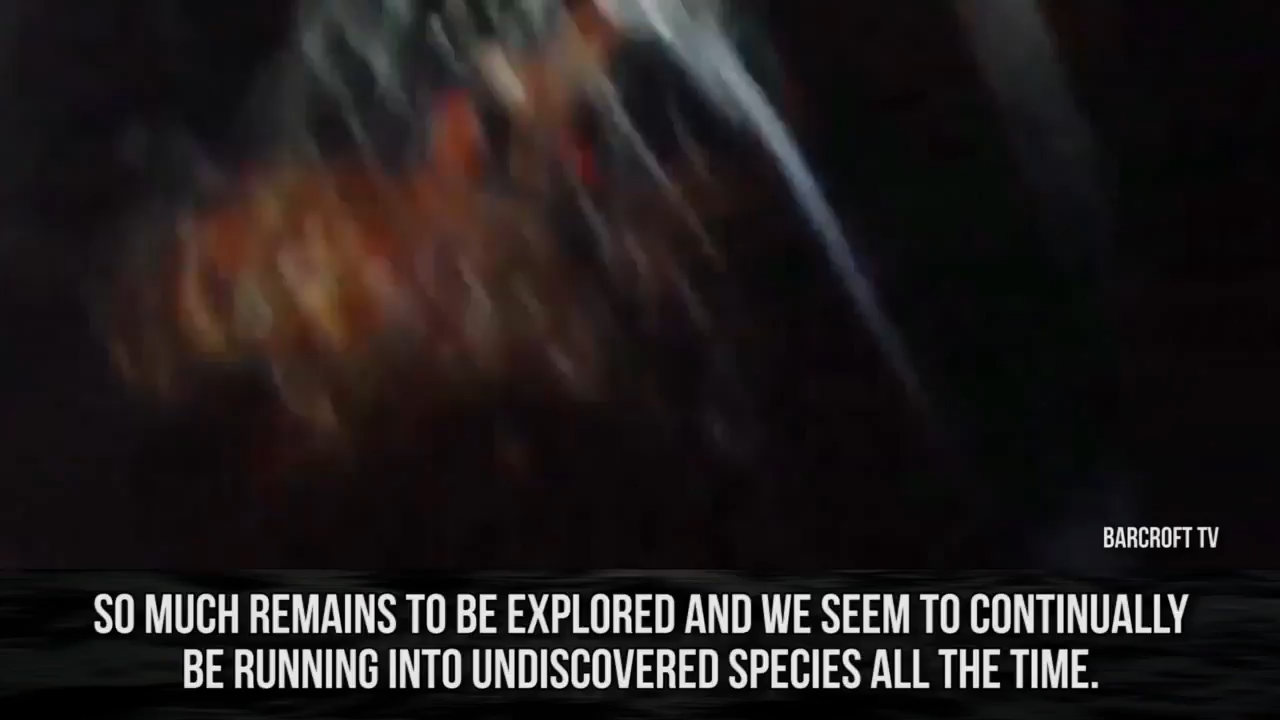 BARCROFT TV
SO MUCH REMAINS TO BE EXPLORED AND WE SEEM TO CONTINUALLY
BE RUNNING INTO UNDISCOVERED SPECIES ALL THE TIME.